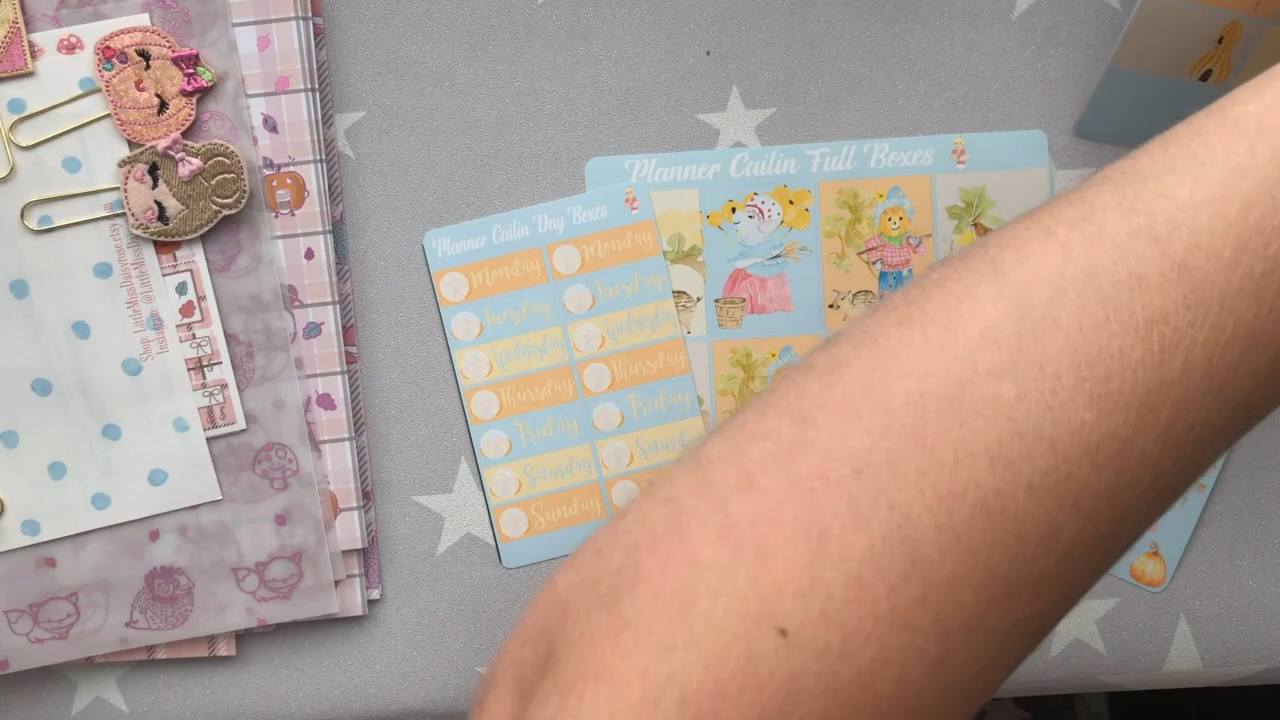 Shop: LittleMissDaisyrose.etsy
Instagram: @LittleMissD
Planner Cailin Full Boxes
Planner Cailin Day Boxes
Monday Monday
Tuesday Tuesday
Wednesday Wednesday
Thursday Thursday
Friday Friday
Saturday Saturday
Sunday